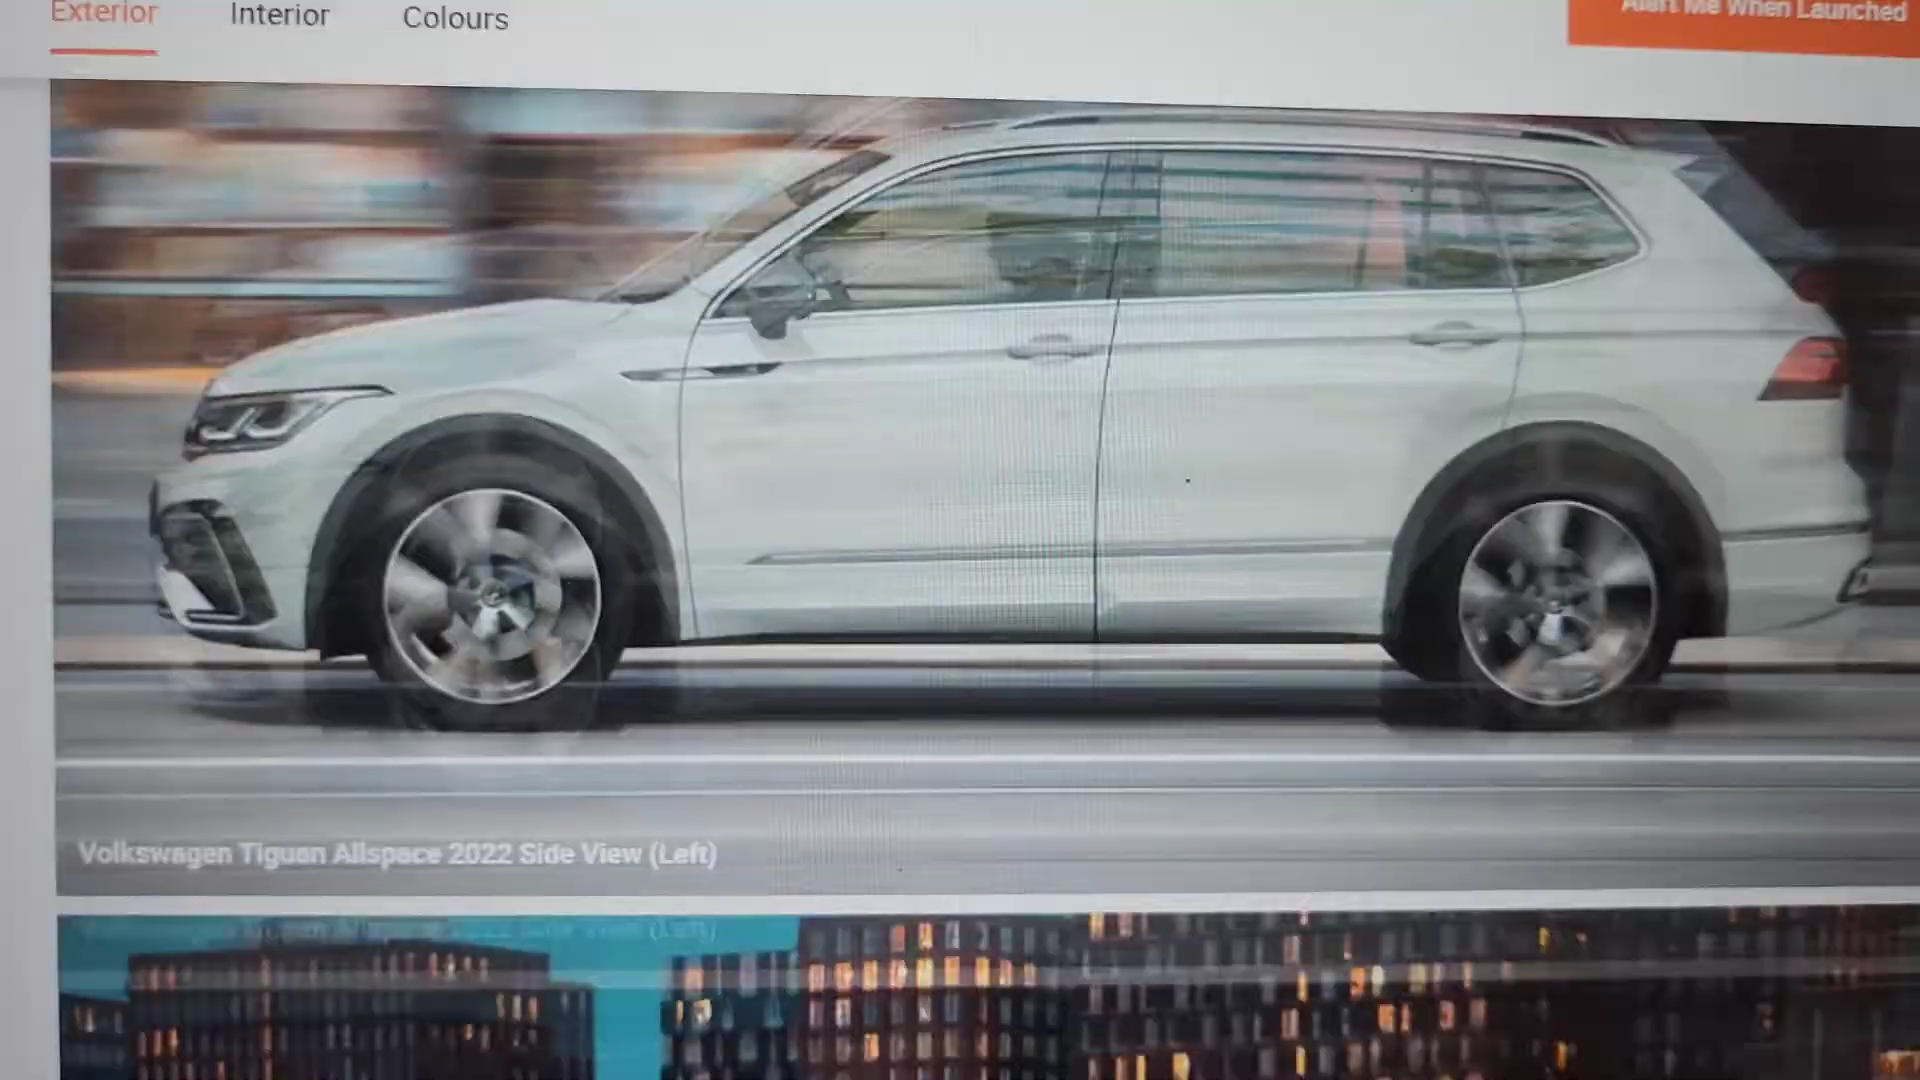 Exterior
Interior
Colours
Alert Me When Launched
Volkswagen Tiguan Allspace 2022 Side View (Left)